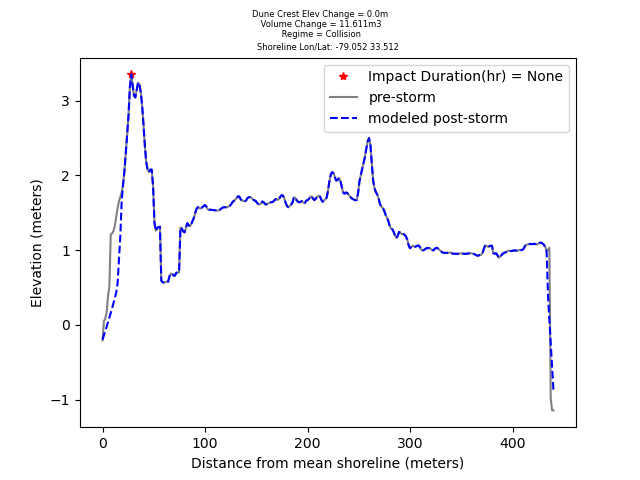 Dune Crest Elev Change = 0.0m
Volume Change = 11.611m3
Regime = Collision
Shoreline Lon/Lat: -79.052 33.512
Impact Duration(hr) = None
pre-storm
modeled post-storm
Elevation (meters)
3
2
1
0
−1
0 100 200 300 400
Distance from mean shoreline (meters)